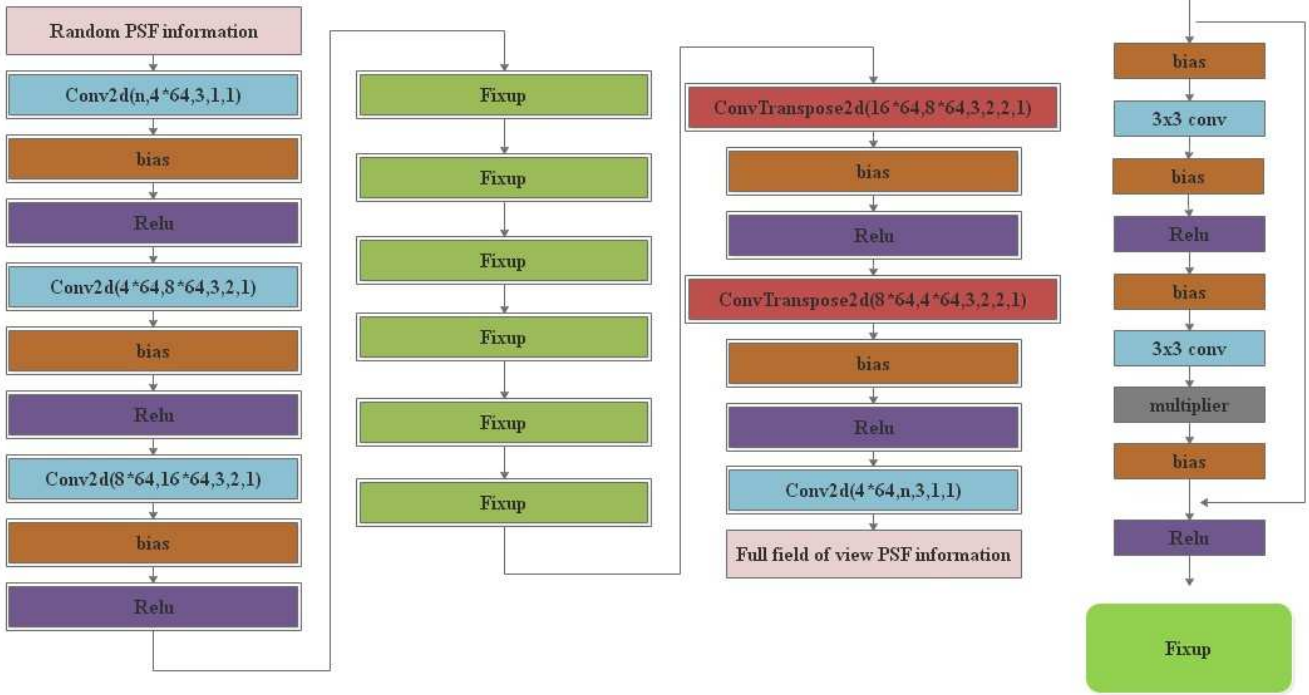 Random PSF information
Conv2d(n,4*64,3,1,1)
bias
Relu
Conv2d(4*64,8*64,3,2,1)
bias
Relu
Conv2d(8*64,16*64,3,2,1)
bias
Relu
Fixup
Fixup
Fixup
Fixup
Fixup
Fixup
ConvTranspose2d(16*64,8*64,3,2,2,1)
bias
Relu
ConvTranspose2d(8*64,4*64,3,2,2,1)
bias
Relu
Conv2d(4*64,n,3,1,1)
Full field of view PSF information
bias
3x3 conv
bias
Relu
bias
3x3 conv
multiplier
bias
Relu
Fixup